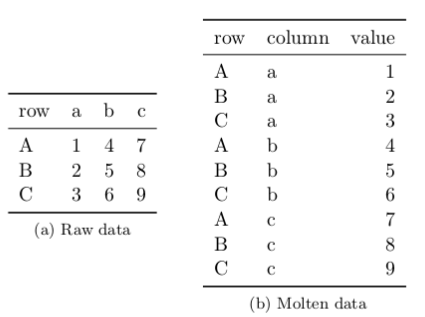 row a b c
A 1 4 7
B 2 5 8
C 3 6 9
(a) Raw data
row column value
A a 1
B a 2
C a 3
A b 4
B b 5
C b 6
A c 7
B c 8
C c 9
(b) Molten data